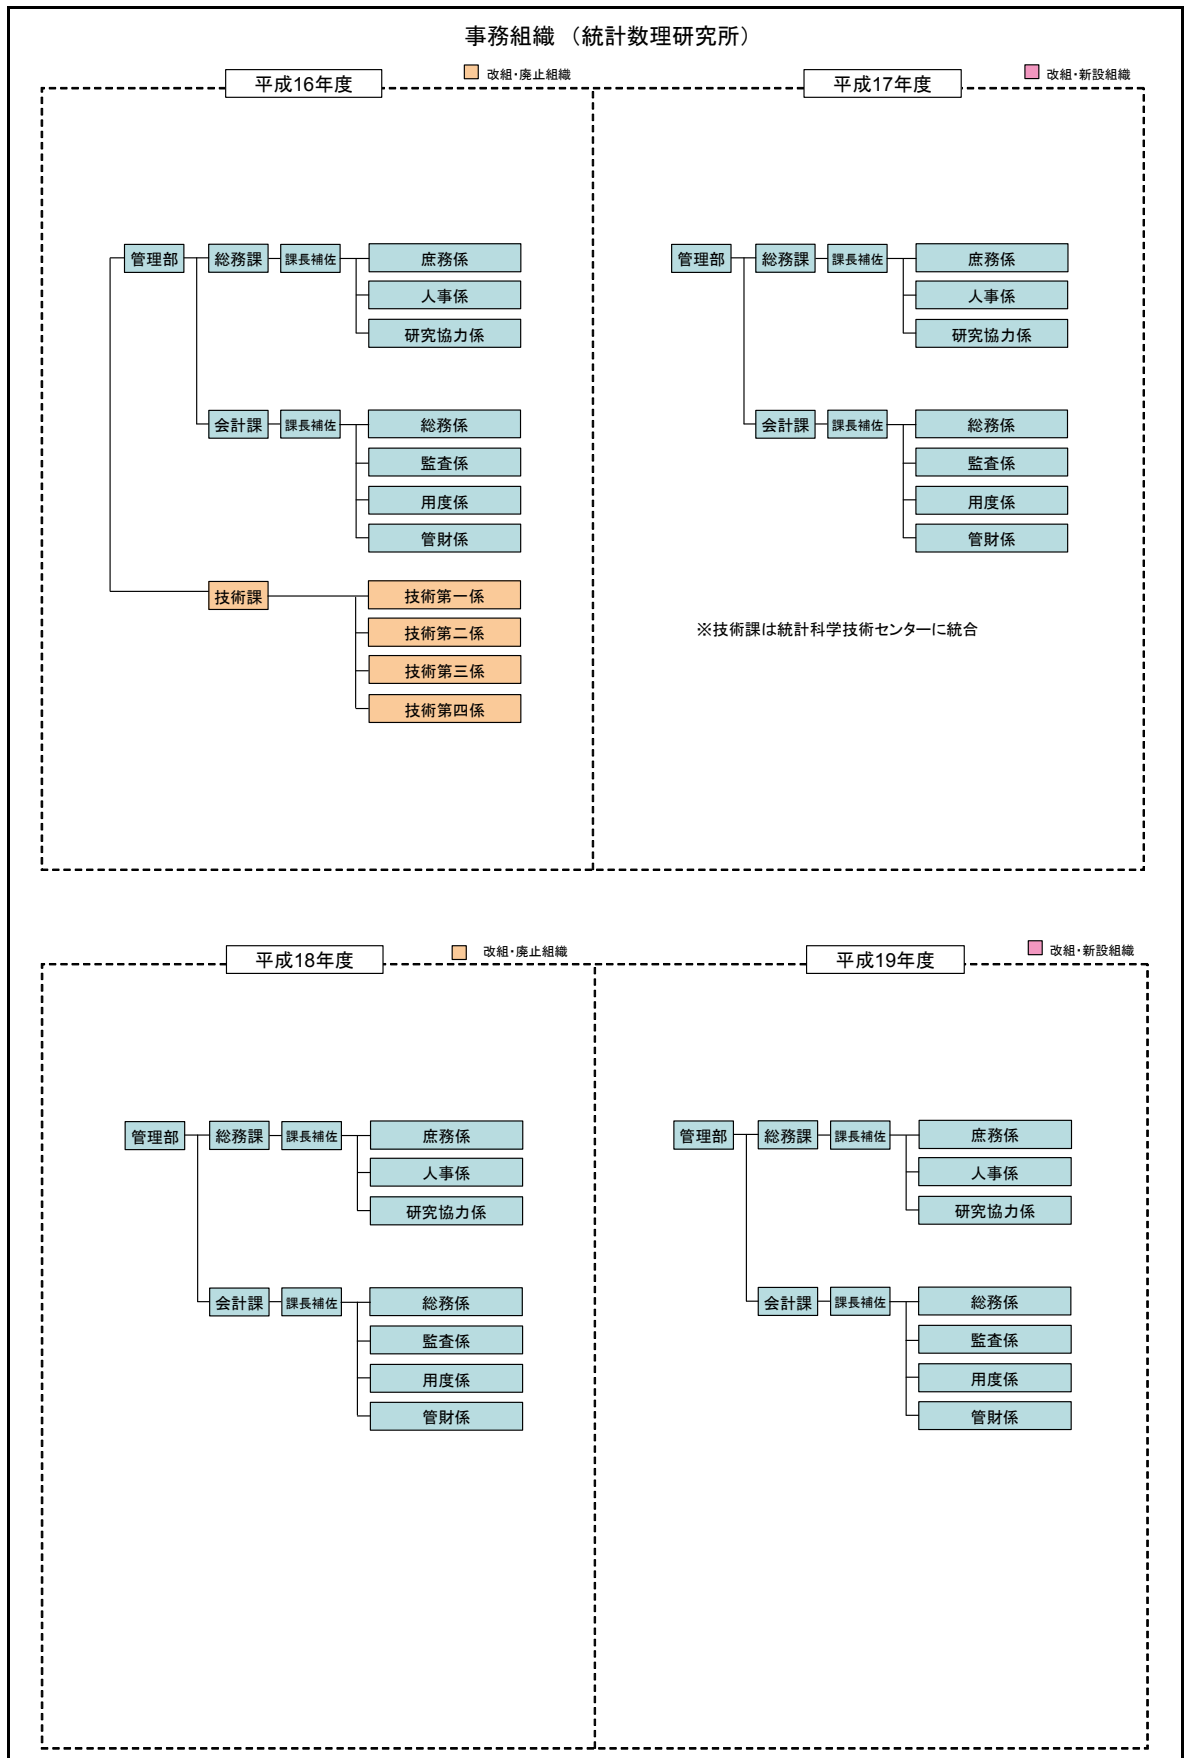 事務組織 （統計数理研究所）
平成16年度
改組・廃止組織
管理部
総務課
課長補佐
庶務係
人事係
研究協力係
会計課
課長補佐
総務係
監査係
用度係
管財係
技術課
技術第一係
技術第二係
技術第三係
技術第四係
平成17年度
改組・新設組織
管理部
総務課
課長補佐
庶務係
人事係
研究協力係
会計課
課長補佐
総務係
監査係
用度係
管財係
※技術課は統計科学技術センターに統合
平成18年度
改組・廃止組織
管理部
総務課
課長補佐
庶務係
人事係
研究協力係
会計課
課長補佐
総務係
監査係
用度係
管財係
平成19年度
改組・新設組織
管理部
総務課
課長補佐
庶務係
人事係
研究協力係
会計課
課長補佐
総務係
監査係
用度係
管財係